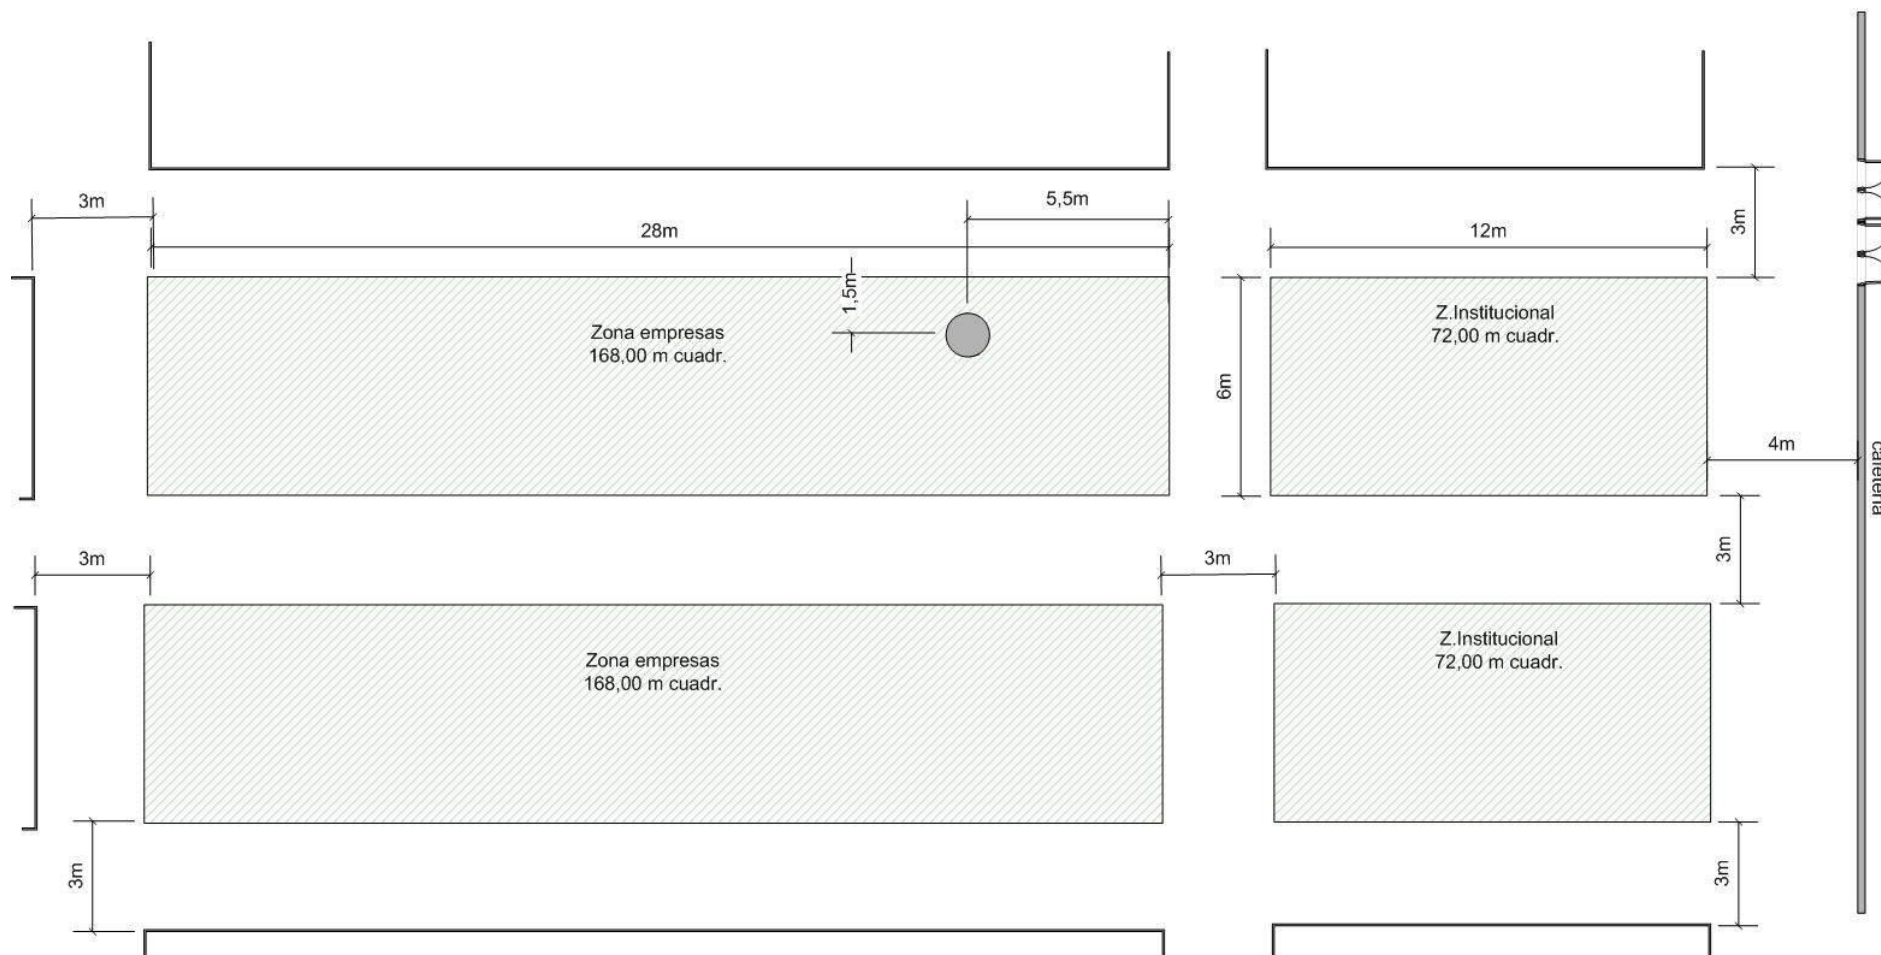 3m
5,5m
28m
12m
3m
1,5m
Zona empresas
168,00 m cuadr.
Z.Institucional
72,00 m cuadr.
6m
4m
cafetería
3m
3m
3m
Zona empresas
168,00 m cuadr.
Z.Institucional
72,00 m cuadr.
3m
3m